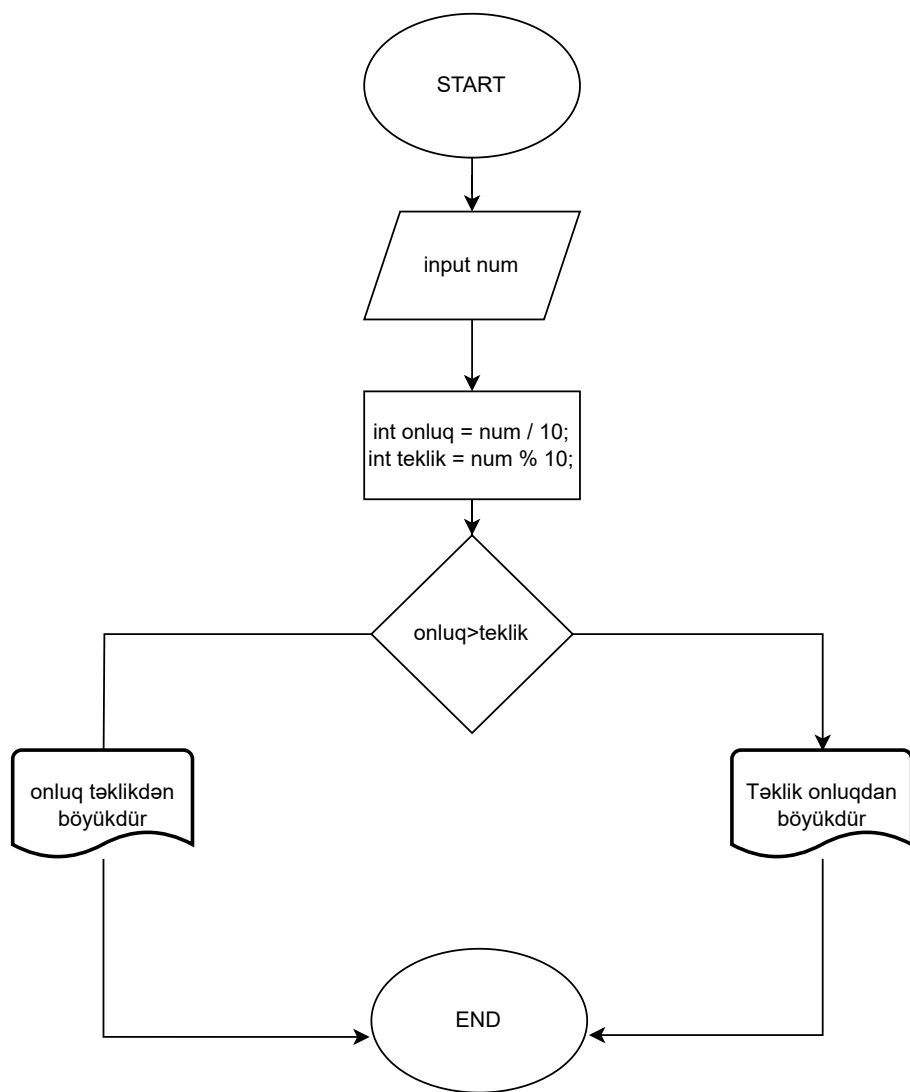 START
input num
int onluq = num / 10;
int teklik = num % 10;
onluq>teklik
onluq təklikdən
böyükdür
Təklik onluqdan
böyükdür
END